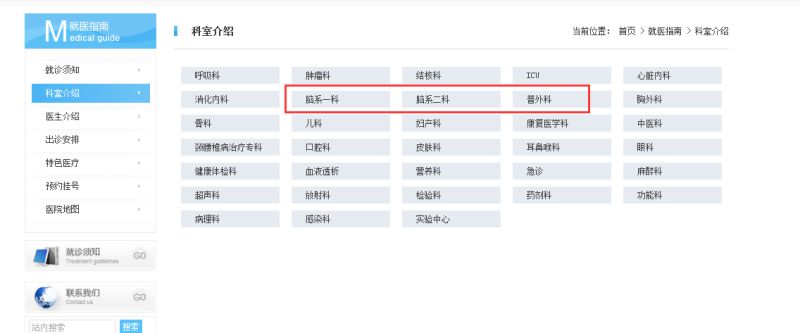 就医指南
Medical guide
就诊须知
科室介绍
医生介绍
出诊安排
特色医疗
预约挂号
医院地图
就诊须知
Treatment guidelines
GO
联系我们
Contact us
GO
站内搜索
搜索
科室介绍
当前位置： 首页 > 就医指南 > 科室介绍
呼吸科 肿瘤科 结核科 ICU 心脏内科
消化内科 脑系一科 脑系二科 普外科 胸外科
骨科 儿科 妇产科 康复医学科 中医科
颈腰椎病治疗专科 口腔科 皮肤科 耳鼻喉科 眼科
健康体检科 血液透析 营养科 急诊 麻醉科
超声科 放射科 检验科 药剂科 功能科
病理科 感染科 实验中心